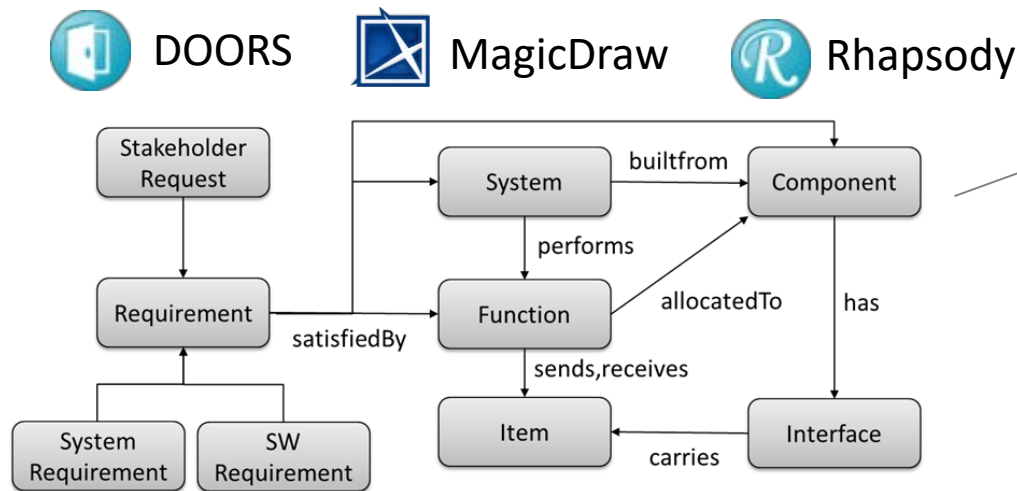 DOORS
MagicDraw
R
Rhapsody
Stakeholder
Request
System
builtfrom
Component
performs
Requirement
satisfiedBy
Function
allocatedTo
has
sends,receives
System
Requirement
SW
Requirement
Item
carries
Interface